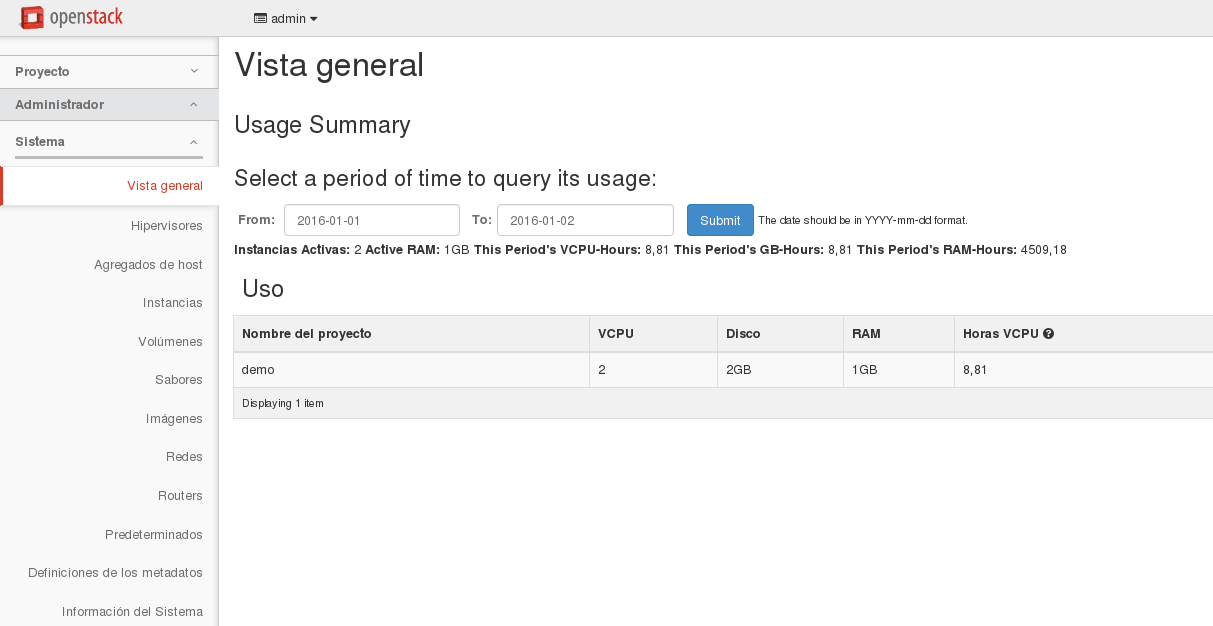 openstack
admin
Proyecto
Administrador
Sistema
Vista general
Hipervisores
Agregados de host
Instancias
Volúmenes
Sabores
Imágenes
Redes
Routers
Predeterminados
Definiciones de los metadatos
Información del Sistema
Vista general
Usage Summary
Select a period of time to query its usage:
From: 2016-01-01 To: 2016-01-02 Submit The date should be in YYYY-mm-dd format.
Instancias Activas: 2 Active RAM: 1GB This Period's VCPU-Hours: 8,81 This Period's GB-Hours: 8,81 This Period's RAM-Hours: 4509,18
Uso
Nombre del proyecto VCPU Disco RAM Horas VCPU ?
demo 2 2GB 1GB 8,81
Displaying 1 item